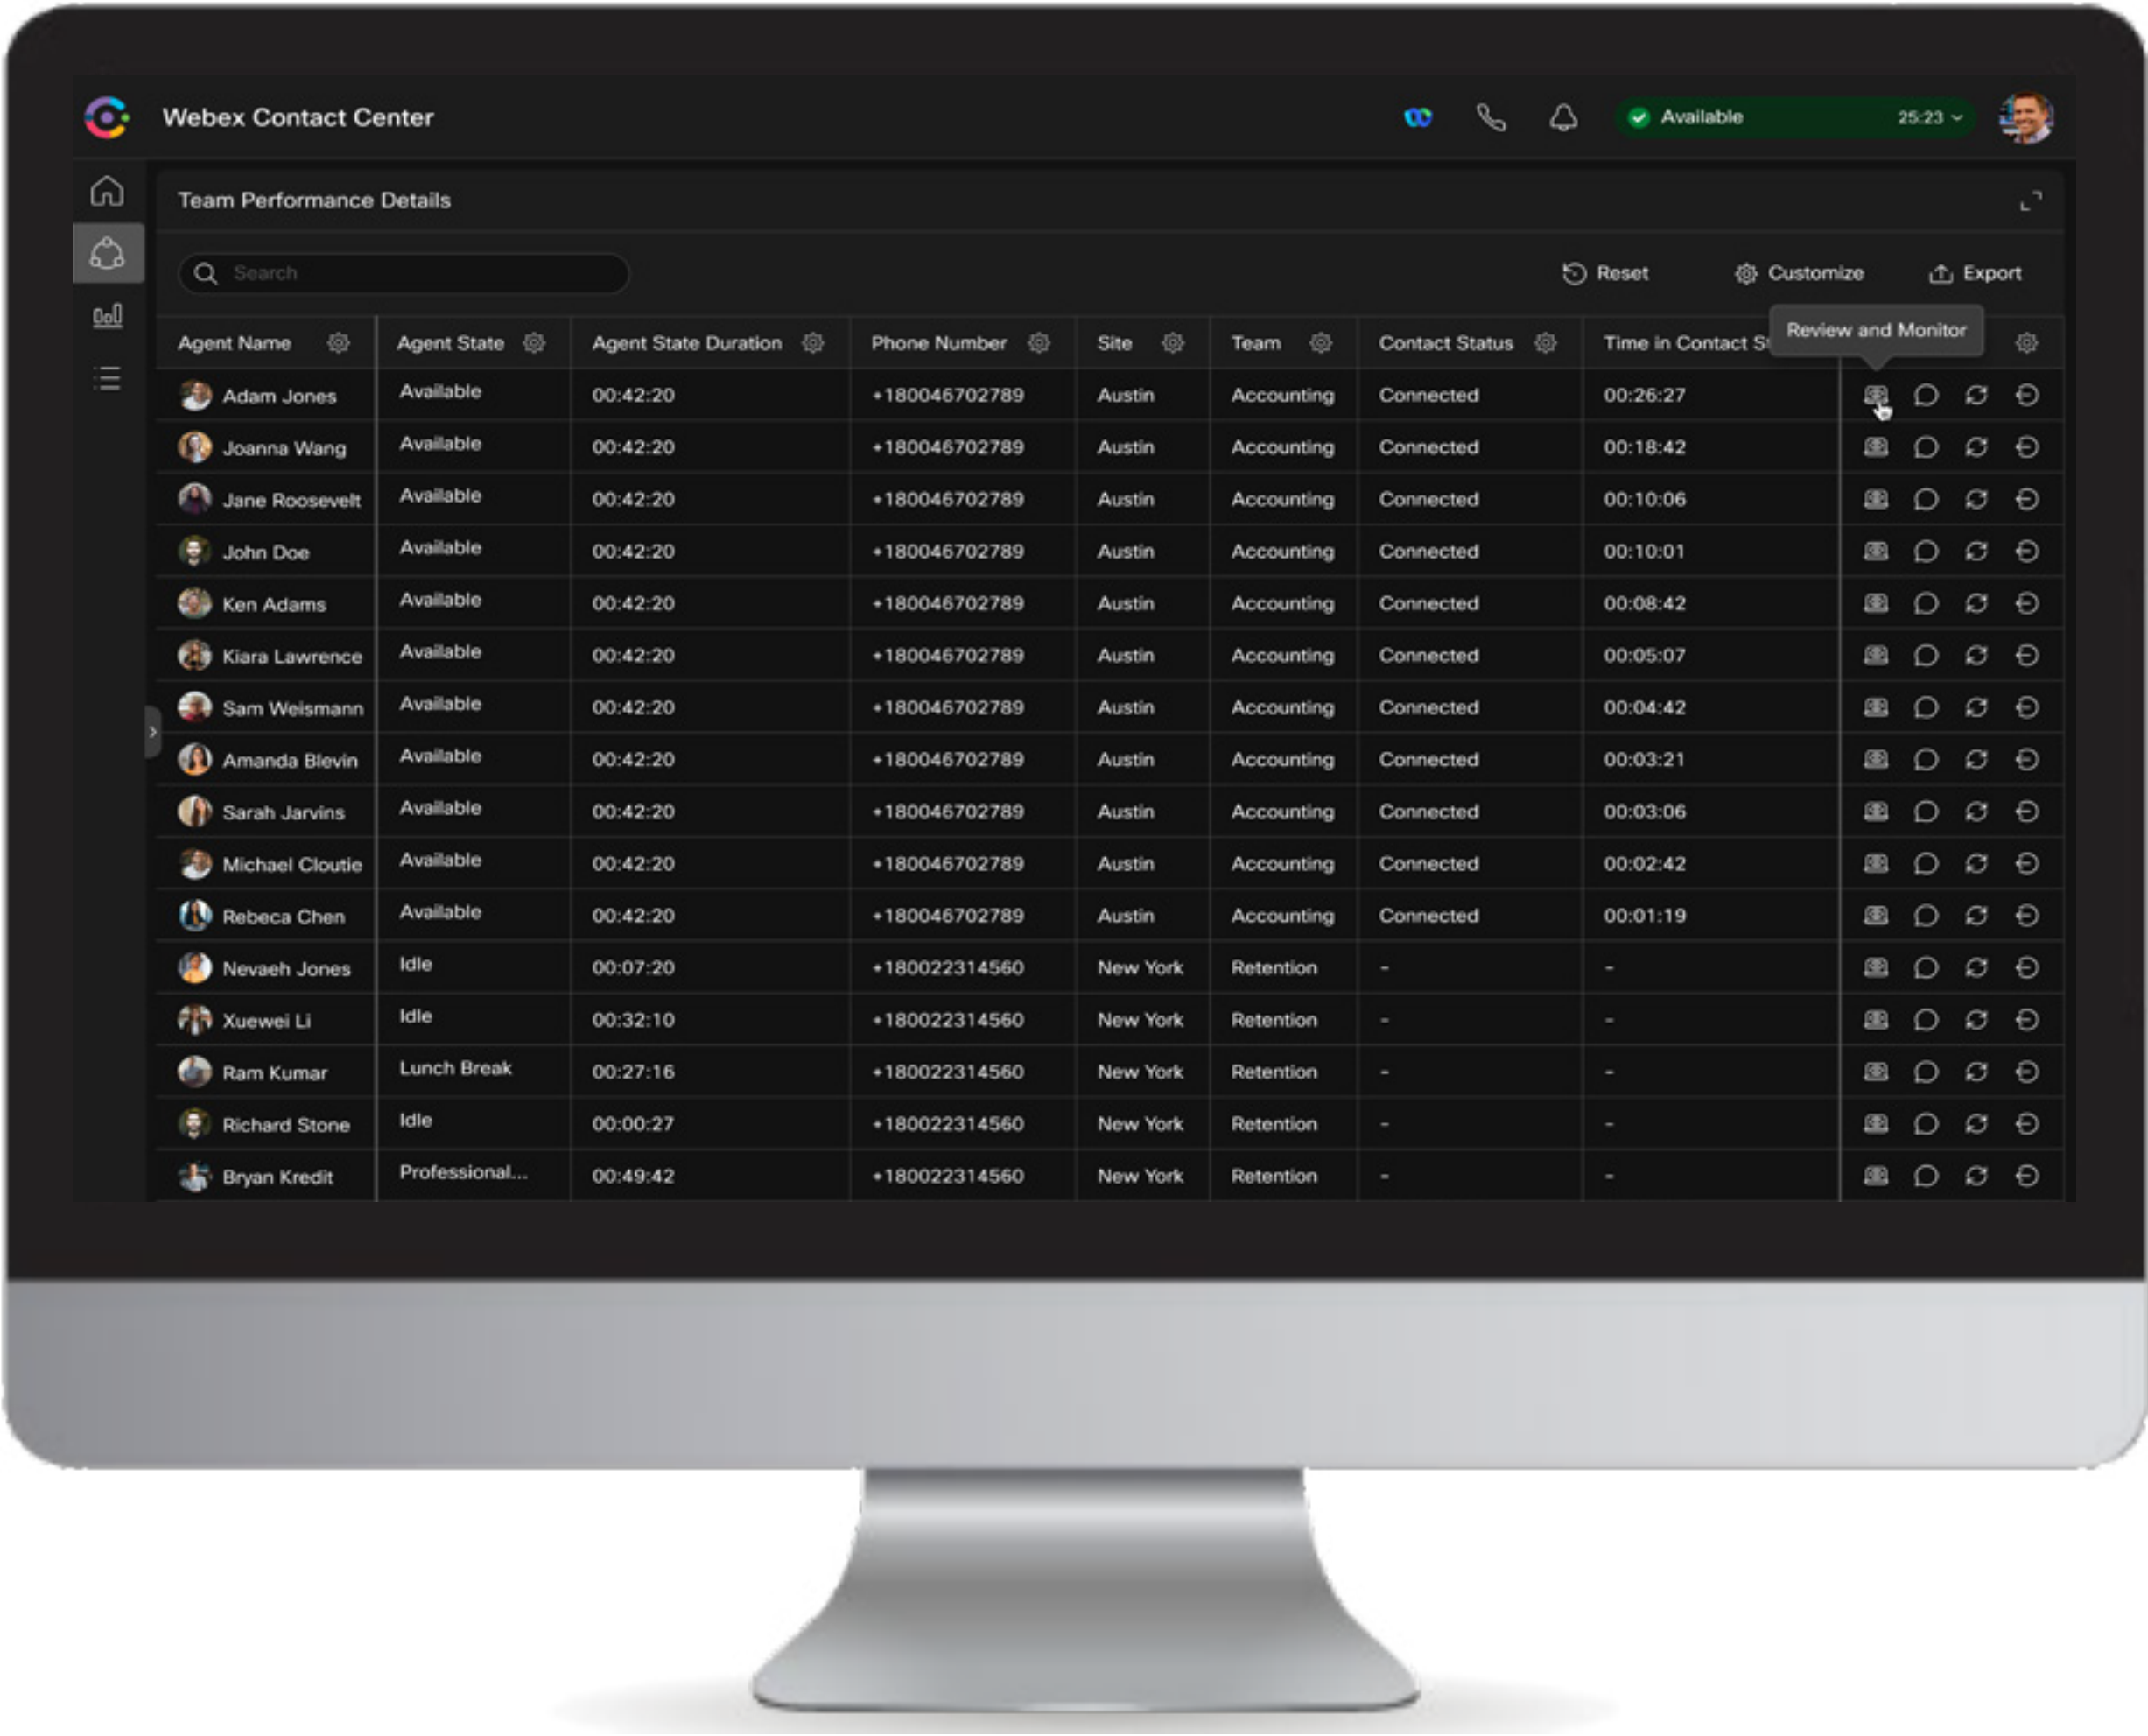 Webex Contact Center
Available 25:23
Team Performance Details
Search Reset Customize Export
Review and Monitor
Agent Name Agent State Agent State Duration Phone Number Site Team Contact Status Time in Contact
Adam Jones Available 00:42:20 +180046702789 Austin Accounting Connected 00:26:27
Joanna Wang Available 00:42:20 +180046702789 Austin Accounting Connected 00:18:42
Jane Roosevelt Available 00:42:20 +180046702789 Austin Accounting Connected 00:10:06
John Doe Available 00:42:20 +180046702789 Austin Accounting Connected 00:10:01
Ken Adams Available 00:42:20 +180046702789 Austin Accounting Connected 00:08:42
Kiara Lawrence Available 00:42:20 +180046702789 Austin Accounting Connected 00:05:07
Sam Weismann Available 00:42:20 +180046702789 Austin Accounting Connected 00:04:42
Amanda Blevin Available 00:42:20 +180046702789 Austin Accounting Connected 00:03:21
Sarah Jarvins Available 00:42:20 +180046702789 Austin Accounting Connected 00:03:06
Michael Cloutie Available 00:42:20 +180046702789 Austin Accounting Connected 00:02:42
Rebeca Chen Available 00:42:20 +180046702789 Austin Accounting Connected 00:01:19
Nevaeh Jones Idle 00:07:20 +180022314560 New York Retention - -
Xuewei Li Idle 00:32:10 +180022314560 New York Retention - -
Ram Kumar Lunch Break 00:27:16 +180022314560 New York Retention - -
Richard Stone Idle 00:00:27 +180022314560 New York Retention - -
Bryan Kredit Professional... 00:49:42 +180022314560 New York Retention - -